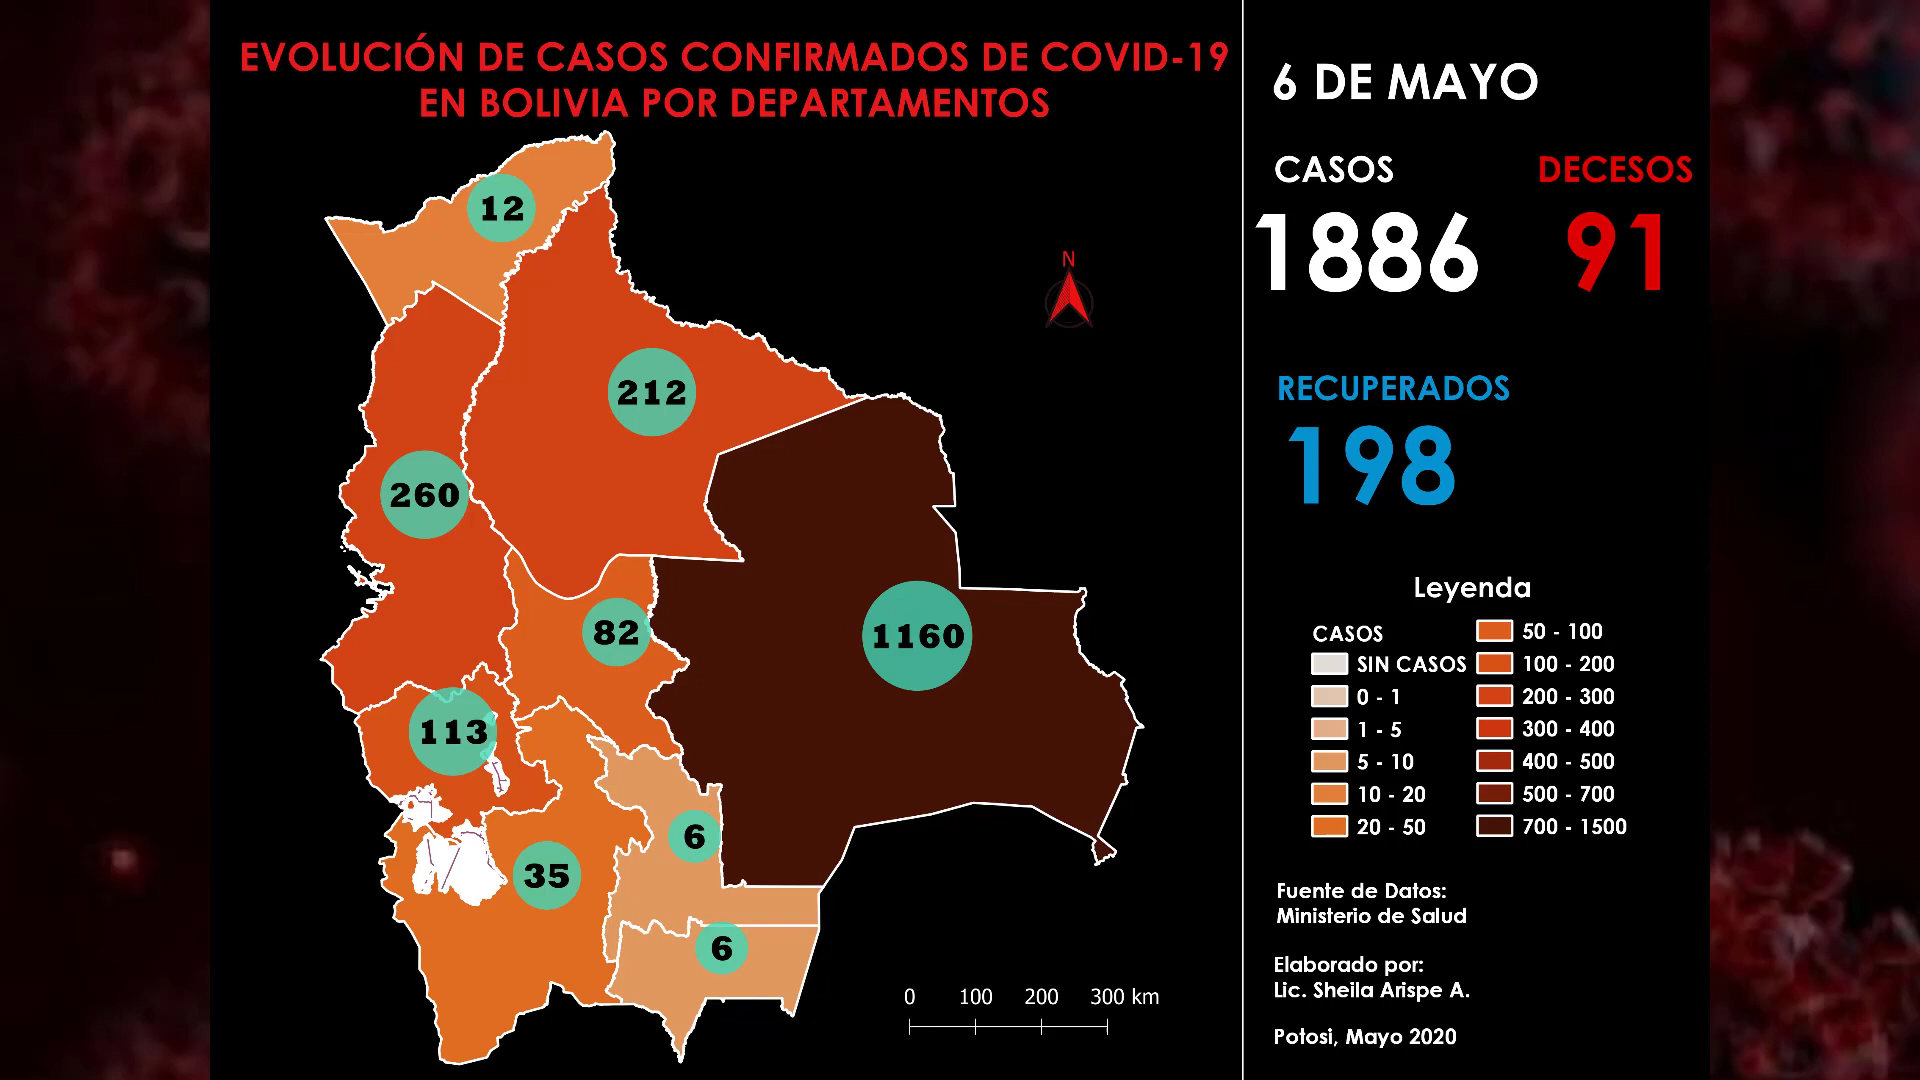 EVOLUCIÓN DE CASOS CONFIRMADOS DE COVID-19
EN BOLIVIA POR DEPARTAMENTOS
12
212
260
82
1160
113
6
35
6
N
0 100 200 300 km
6 DE MAYO
CASOS DECESOS
1886 91
RECUPERADOS
198
Leyenda
CASOS
SIN CASOS
0 - 1
1 - 5
5 - 10
10 - 20
20 - 50
50 - 100
100 - 200
200 - 300
300 - 400
400 - 500
500 - 700
700 - 1500
Fuente de Datos:
Ministerio de Salud
Elaborado por:
Lic. Sheila Arispe A.
Potosi, Mayo 2020